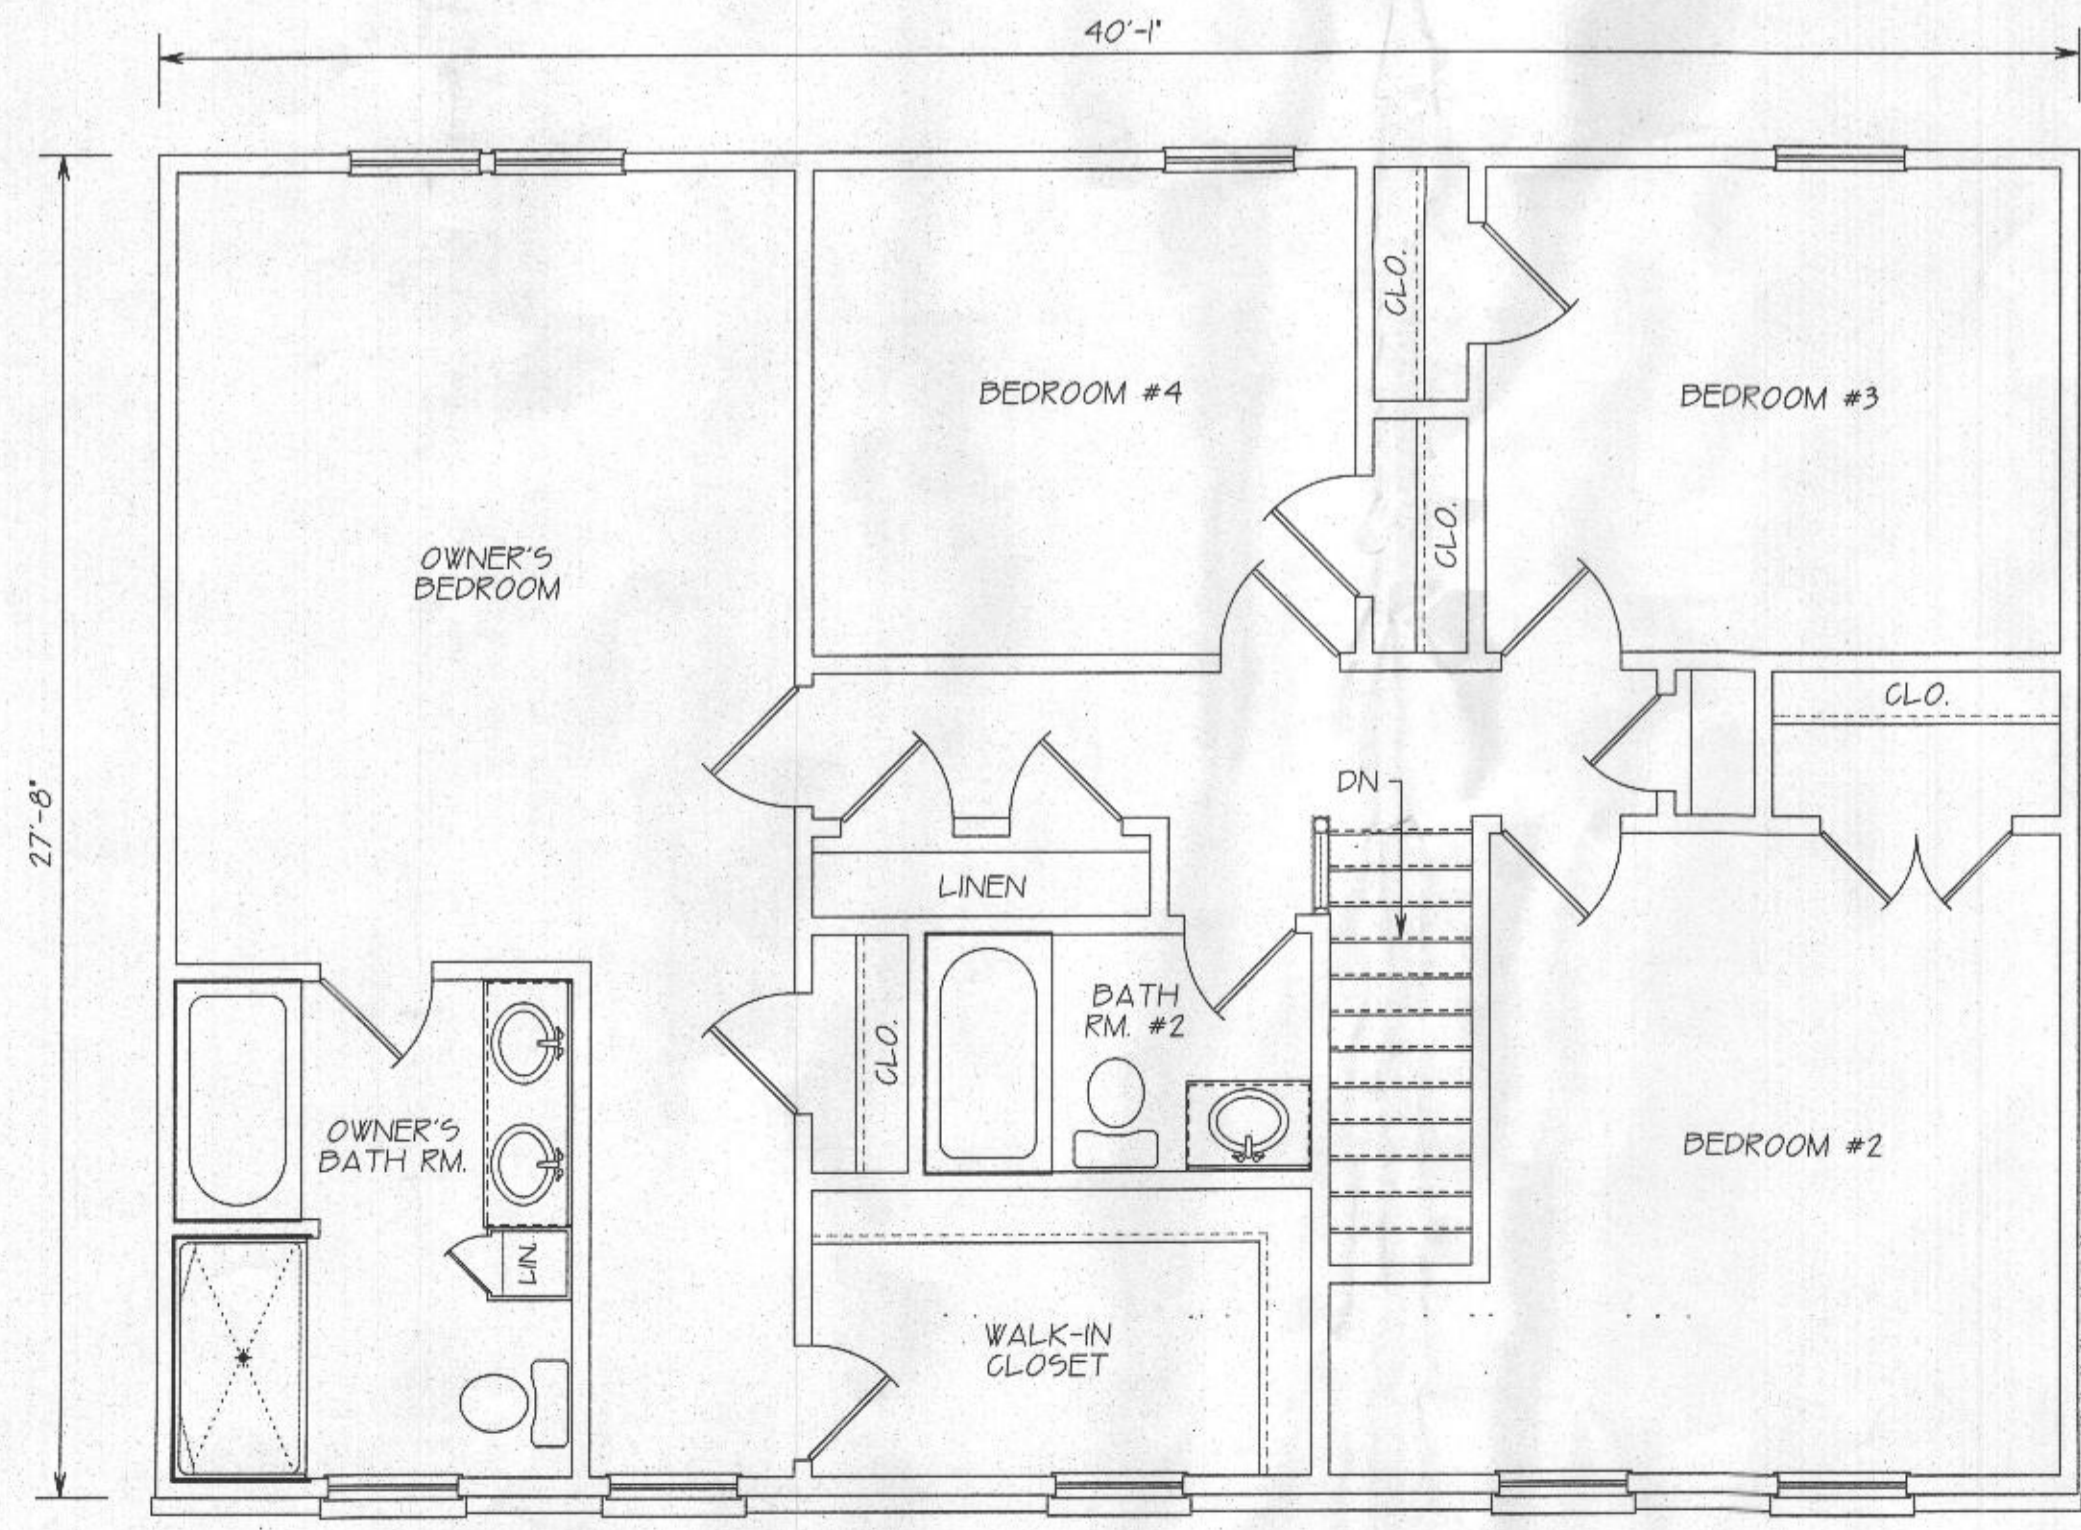 40'-1"
CLO.
BEDROOM #4
BEDROOM #3
CLO.
OWNER'S
BEDROOM
CLO.
DN
27'-8"
LINEN
BATH
RM. #2
CLO.
OWNER'S
BATH RM.
BEDROOM #2
LIN.
WALK-IN
CLOSET